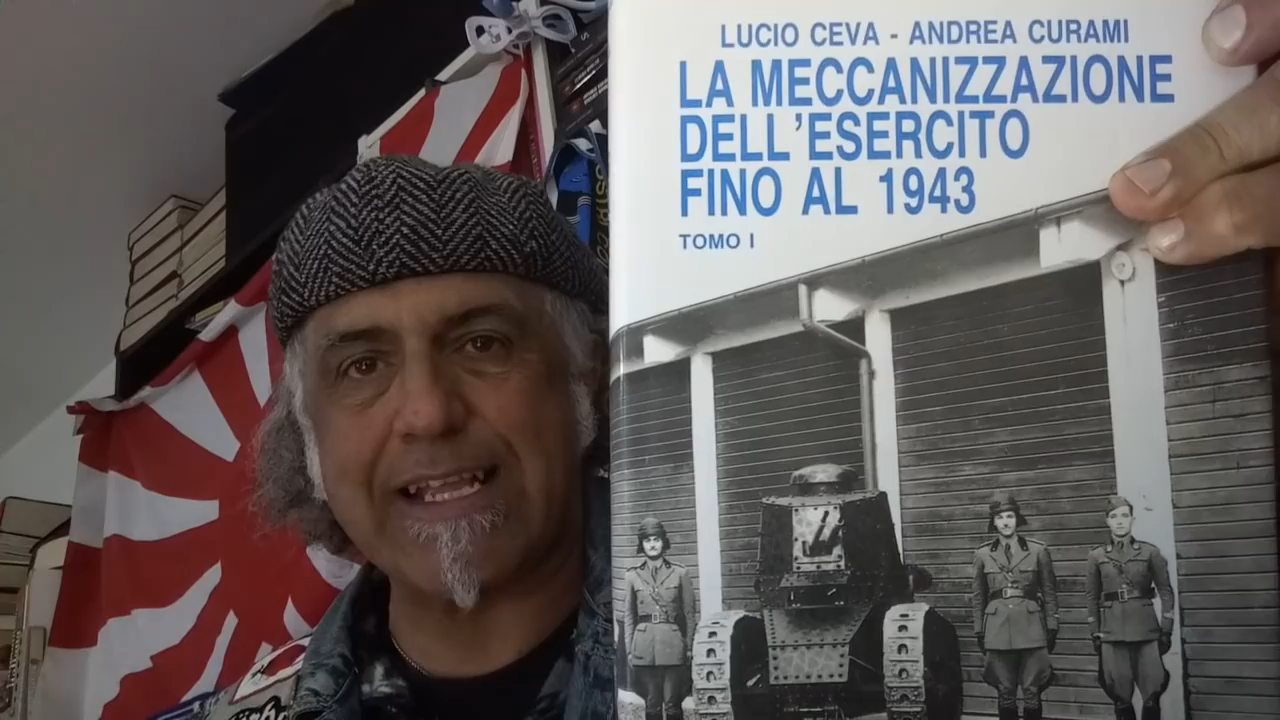 LUCIO CEVA - ANDREA CURAMI
LA MECCANIZZAZIONE
DELL'ESERCITO
FINO AL 1943
TOMO I